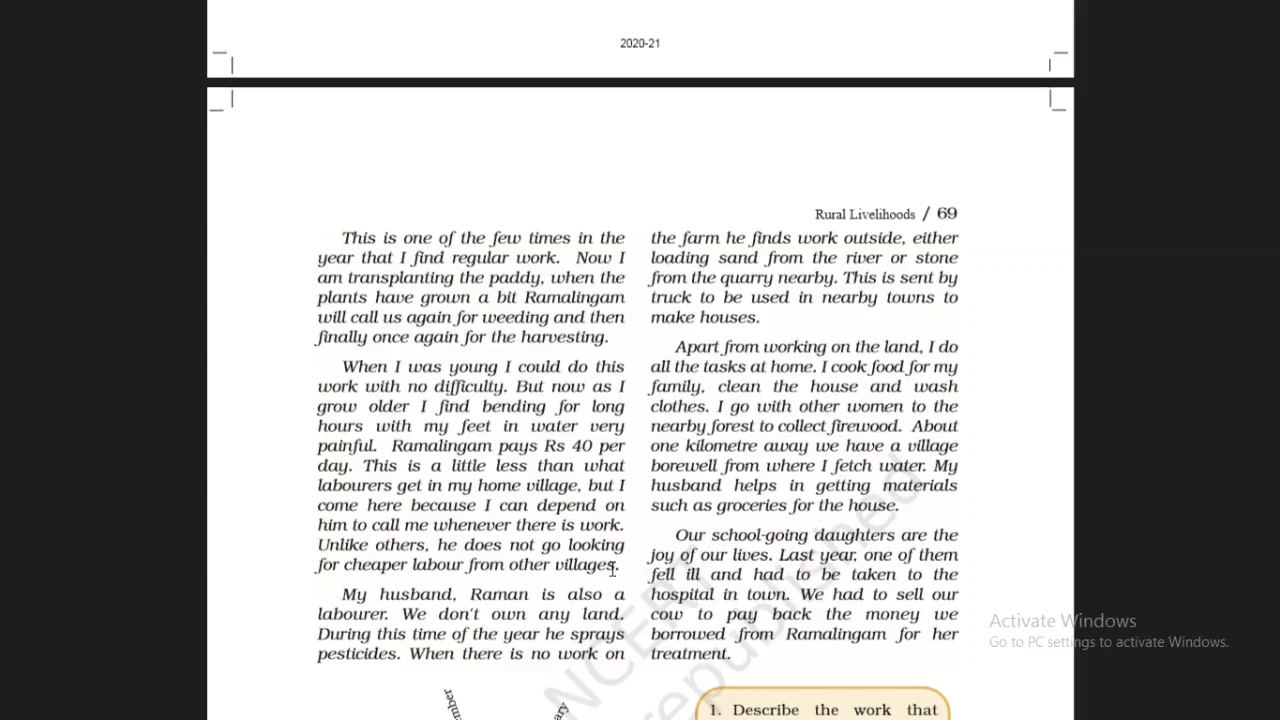 2020-21
Rural Livelihoods / 69
This is one of the few times in the
year that I find regular work. Now I
am transplanting the paddy, when the
plants have grown a bit Ramalingam
will call us again for weeding and then
finally once again for the harvesting.
When I was young I could do this
work with no difficulty. But now as I
grow older I find bending for long
hours with my feet in water very
painful. Ramalingam pays Rs 40 per
day. This is a little less than what
labourers get in my home village, but I
come here because I can depend on
him to call me whenever there is work.
Unlike others, he does not go looking
for cheaper labour from other villages.
My husband, Raman is also a
labourer. We don't own any land.
During this time of the year he sprays
pesticides. When there is no work on
the farm he finds work outside, either
loading sand from the river or stone
from the quarry nearby. This is sent by
truck to be used in nearby towns to
make houses.
Apart from working on the land, I do
all the tasks at home. I cook food for my
family, clean the house and wash
clothes. I go with other women to the
nearby forest to collect firewood. About
one kilometre away we have a village
borewell from where I fetch water. My
husband helps in getting materials
such as groceries for the house.
Our school-going daughters are the
joy of our lives. Last year, one of them
fell ill and had to be taken to the
hospital in town. We had to sell our
cow to pay back the money we
borrowed from Ramalingam for her
treatment.
1. Describe the work that
NCERT
republished
Activate Windows
Go to PC settings to activate Windows.